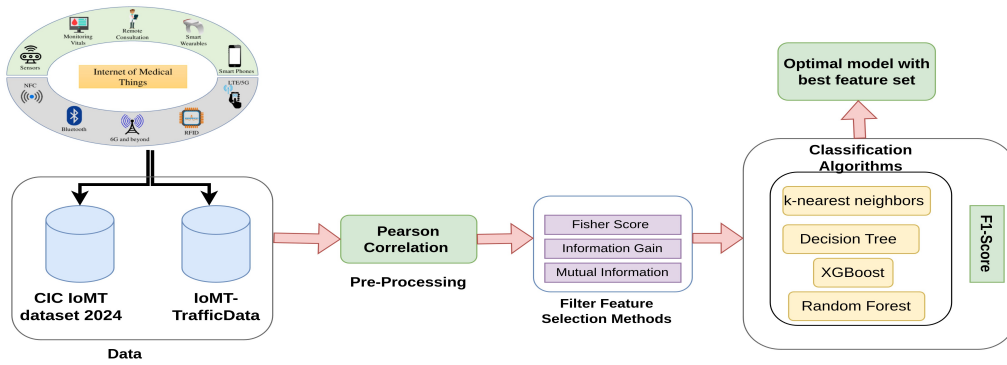 Remote
Consultation
Monitoring
Vitals
Smart
Wearables
Sensors
Smart Phones
Internet of Medical
Things
NFC
LTE/5G
Bluetooth
6G and beyond
RFID
CIC IoMT
dataset 2024
IoMT-
TrafficData
Data
Pearson
Correlation
Pre-Processing
Fisher Score
Information Gain
Mutual Information
Filter Feature
Selection Methods
Optimal model with
best feature set
Classification
Algorithms
k-nearest neighbors
Decision Tree
XGBoost
Random Forest
F1-Score